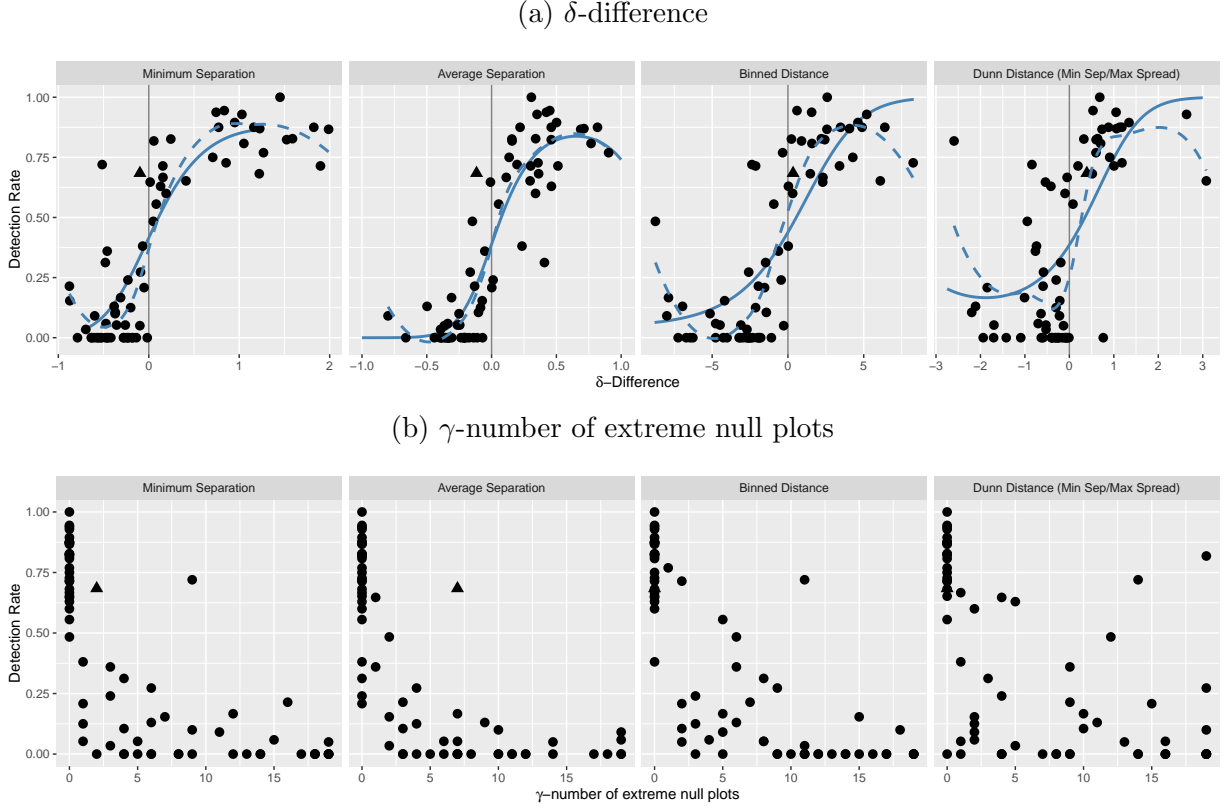 (a) δ-difference
Minimum Separation
Average Separation
Binned Distance
Dunn Distance (Min Sep/Max Spread)
Detection Rate
1.00
0.75
0.50
0.25
0.00
−1 0 1 2
−1.0 −0.5 0.0 0.5 1.0
−5 0 5
−3 −2 −1 0 1 2 3
δ−Difference
(b) γ-number of extreme null plots
Minimum Separation
Average Separation
Binned Distance
Dunn Distance (Min Sep/Max Spread)
Detection Rate
1.00
0.75
0.50
0.25
0.00
0 5 10 15
0 5 10 15
0 5 10 15
0 5 10 15
γ−number of extreme null plots